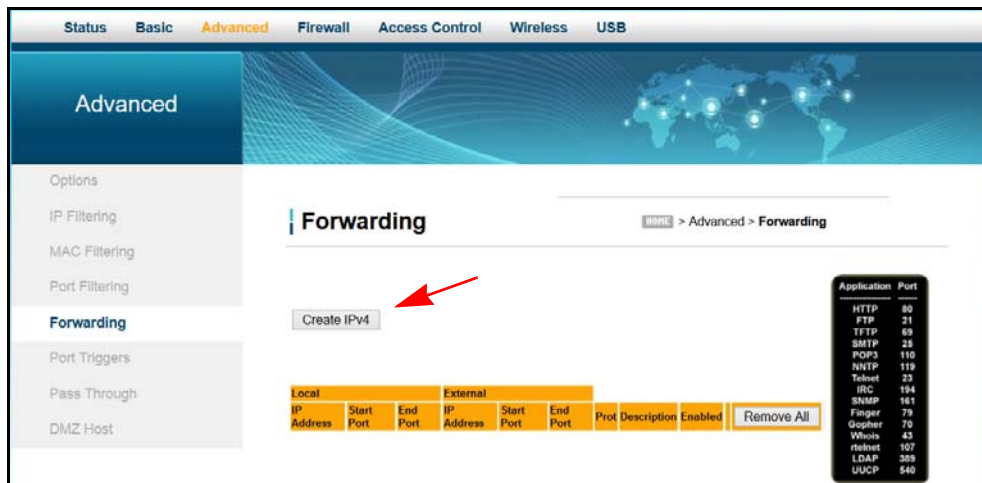 Status Basic Advanced Firewall Access Control Wireless USB
Advanced
Options
IP Filtering
MAC Filtering
Port Filtering
Forwarding
Port Triggers
Pass Through
DMZ Host
Forwarding
HOME > Advanced > Forwarding
Create IPv4
Local External
IP Address Start Port End Port IP Address Start Port End Port Prot Description Enabled Remove All
Application Port
HTTP 80
FTP 21
TFTP 69
SMTP 25
POP3 110
NNTP 119
Telnet 23
IRC 194
SNMP 161
Finger 79
Gopher 70
Whois 43
rtelnet 107
LDAP 389
UUCP 540